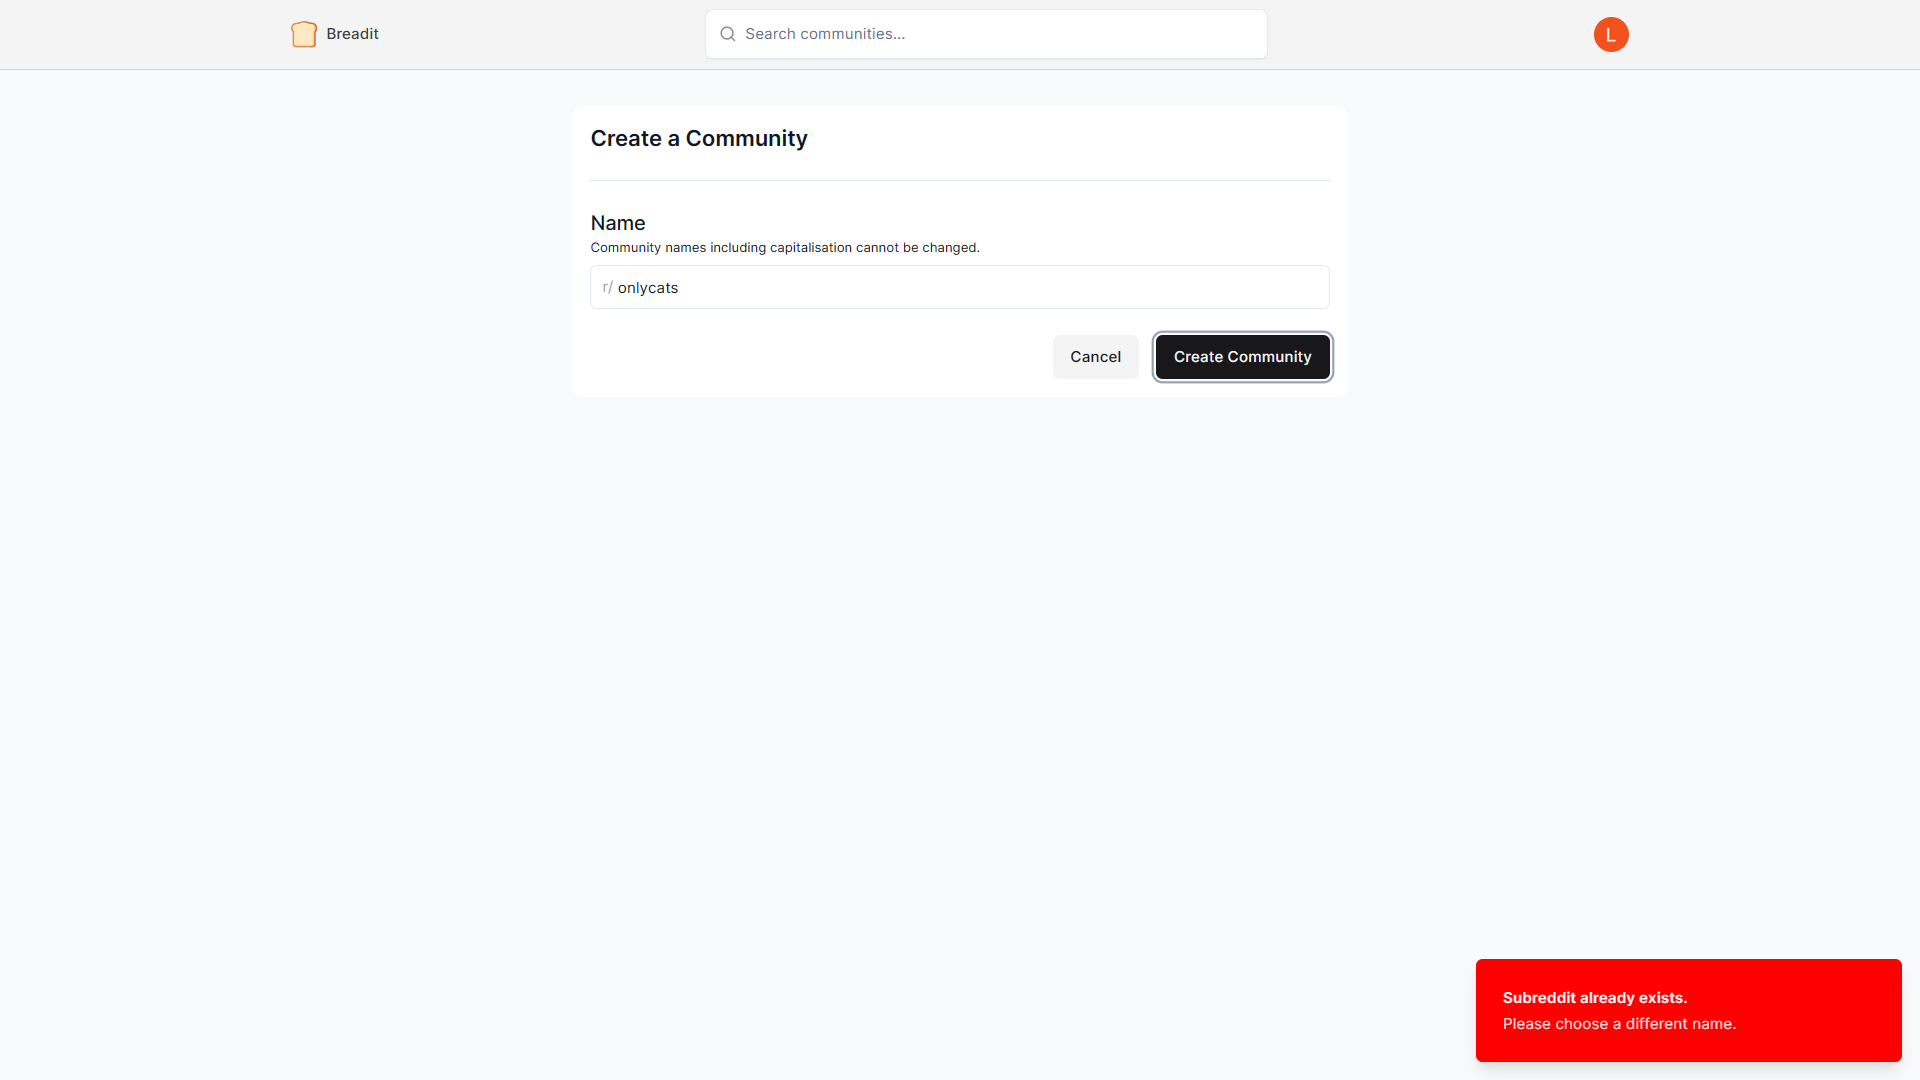 Breadit
Search communities...
L
Create a Community
Name
Community names including capitalisation cannot be changed.
r/ onlycats
Cancel
Create Community
Subreddit already exists.
Please choose a different name.